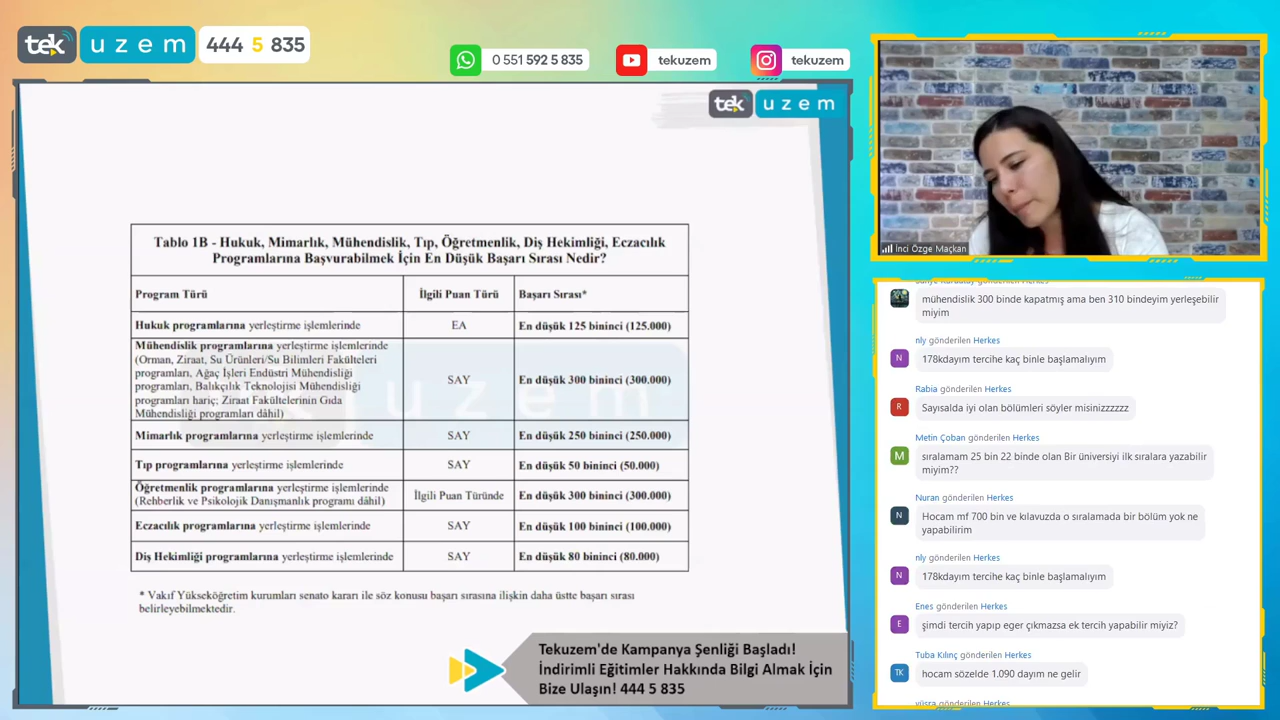 tek uzem 444 5 835
0 551 592 5 835
tekuzem
tekuzem
tek uzem
Tablo 1B - Hukuk, Mimarlık, Mühendislik, Tıp, Öğretmenlik, Diş Hekimliği, Eczacılık
Programlarına Başvurabilmek İçin En Düşük Başarı Sırası Nedir?
Program Türü İlgili Puan Türü Başarı Sırası*
Hukuk programlarına yerleştirme işlemlerinde EA En düşük 125 bininci (125.000)
Mühendislik programlarına yerleştirme işlemlerinde
(Orman, Ziraat, Su Ürünleri/Su Bilimleri Fakülteleri
programları, Ağaç İşleri Endüstri Mühendisliği
programları, Balıkçılık Teknolojisi Mühendisliği
programları hariç; Ziraat Fakültelerinin Gıda
Mühendisliği programları dâhil)
SAY En düşük 300 bininci (300.000)
Mimarlık programlarına yerleştirme işlemlerinde SAY En düşük 250 bininci (250.000)
Tıp programlarına yerleştirme işlemlerinde SAY En düşük 50 bininci (50.000)
Öğretmenlik programlarına yerleştirme işlemlerinde
(Rehberlik ve Psikolojik Danışmanlık programı dâhil)
İlgili Puan Türünde En düşük 300 bininci (300.000)
Eczacılık programlarına yerleştirme işlemlerinde SAY En düşük 100 bininci (100.000)
Diş Hekimliği programlarına yerleştirme işlemlerinde SAY En düşük 80 bininci (80.000)
* Vakıf Yükseköğretim kurumları senato kararı ile söz konusu başarı sırasına ilişkin daha üstte başarı sırası
belirleyebilmektedir.
uzem
Tekuzem'de Kampanya Şenliği Başladı!
İndirimli Eğitimler Hakkında Bilgi Almak İçin
Bize Ulaşın! 444 5 835
İnci Özge Maçkan
gönderilen Herkes
mühendislik 300 binde kapatmış ama ben 310 bindeyim yerleşebilir
miyim
nly gönderilen Herkes
N
178kdayım tercihe kaç binle başlamalıyım
Rabia gönderilen Herkes
R
Sayısalda iyi olan bölümleri söyler misinizzzzzz
Metin Çoban gönderilen Herkes
M
sıralamam 25 bin 22 binde olan Bir üniversiyi ilk sıralara yazabilir
miyim??
Nuran gönderilen Herkes
N
Hocam mf 700 bin ve kılavuzda o sıralamada bir bölüm yok ne
yapabilirim
nly gönderilen Herkes
N
178kdayım tercihe kaç binle başlamalıyım
Enes gönderilen Herkes
E
şimdi tercih yapıp eger çıkmazsa ek tercih yapabilir miyiz?
Tuba Kılınç gönderilen Herkes
TK
hocam sözelde 1.090 dayım ne gelir
yüsra gönderilen Herkes